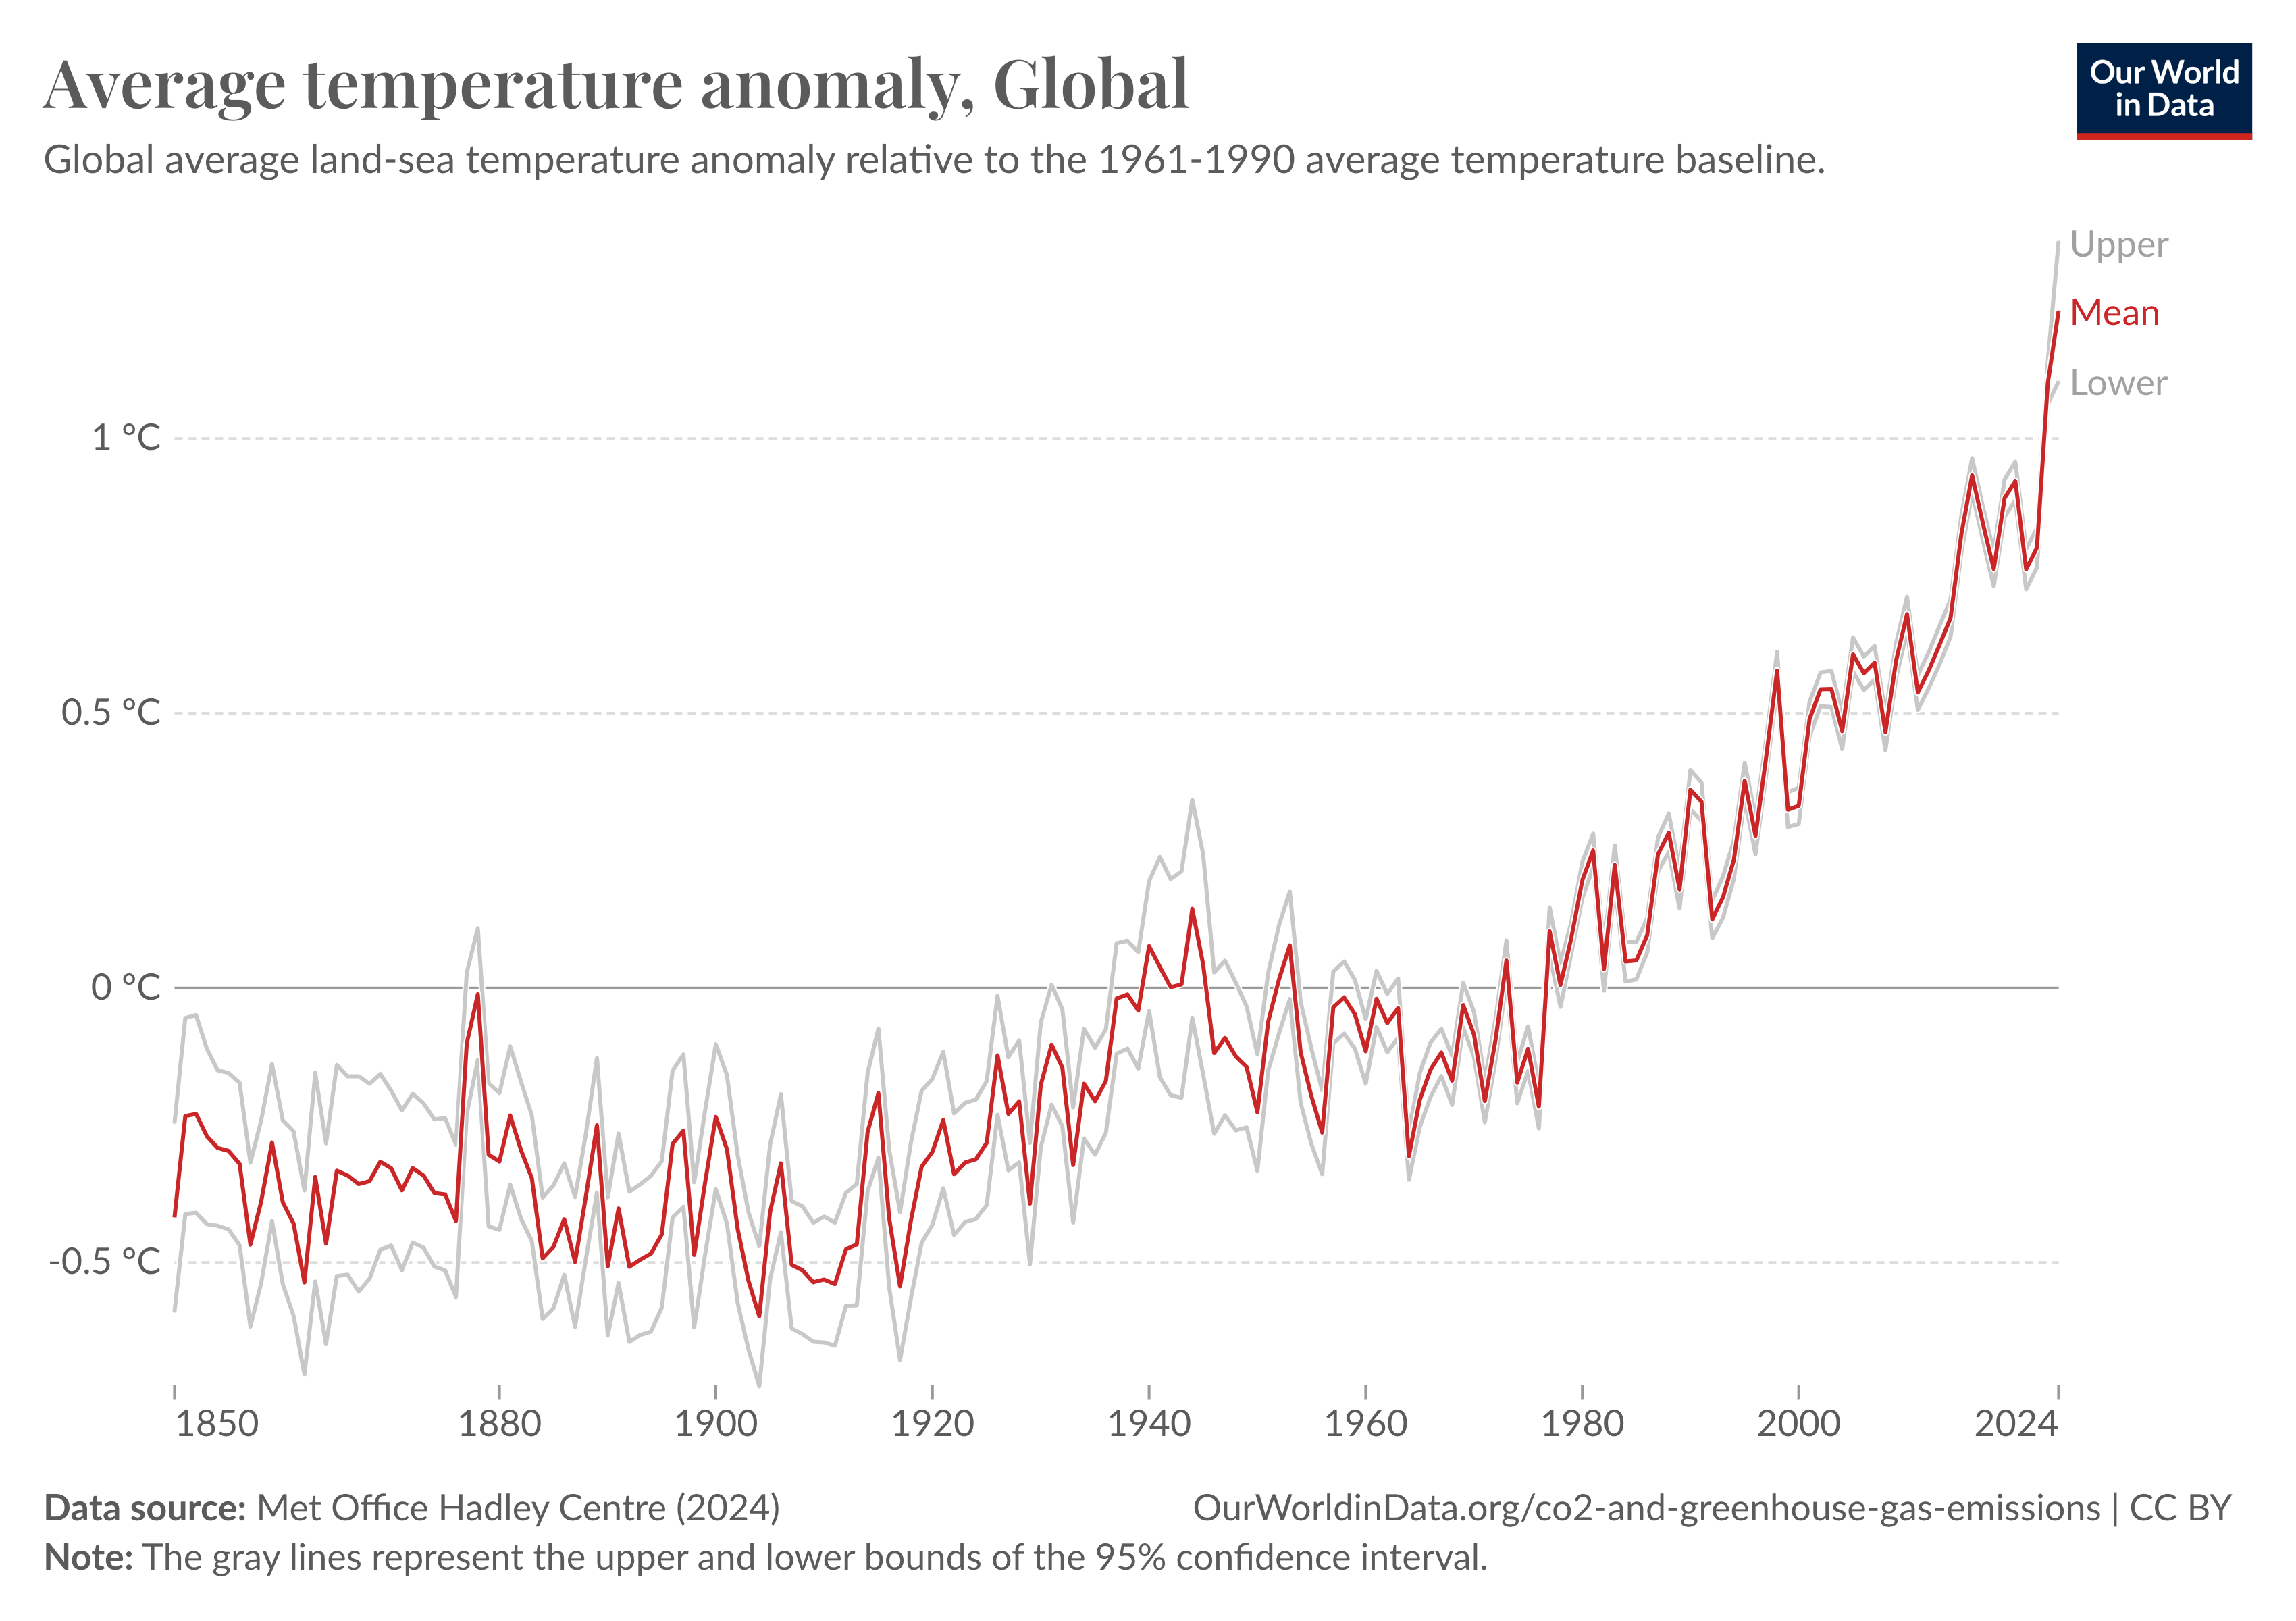 Average temperature anomaly, Global
Our World
in Data
Global average land-sea temperature anomaly relative to the 1961-1990 average temperature baseline.
Upper
Mean
Lower
1 °C
0.5 °C
0 °C
-0.5 °C
1850 1880 1900 1920 1940 1960 1980 2000 2024
Data source: Met Office Hadley Centre (2024) OurWorldinData.org/co2-and-greenhouse-gas-emissions | CC BY
Note: The gray lines represent the upper and lower bounds of the 95% confidence interval.